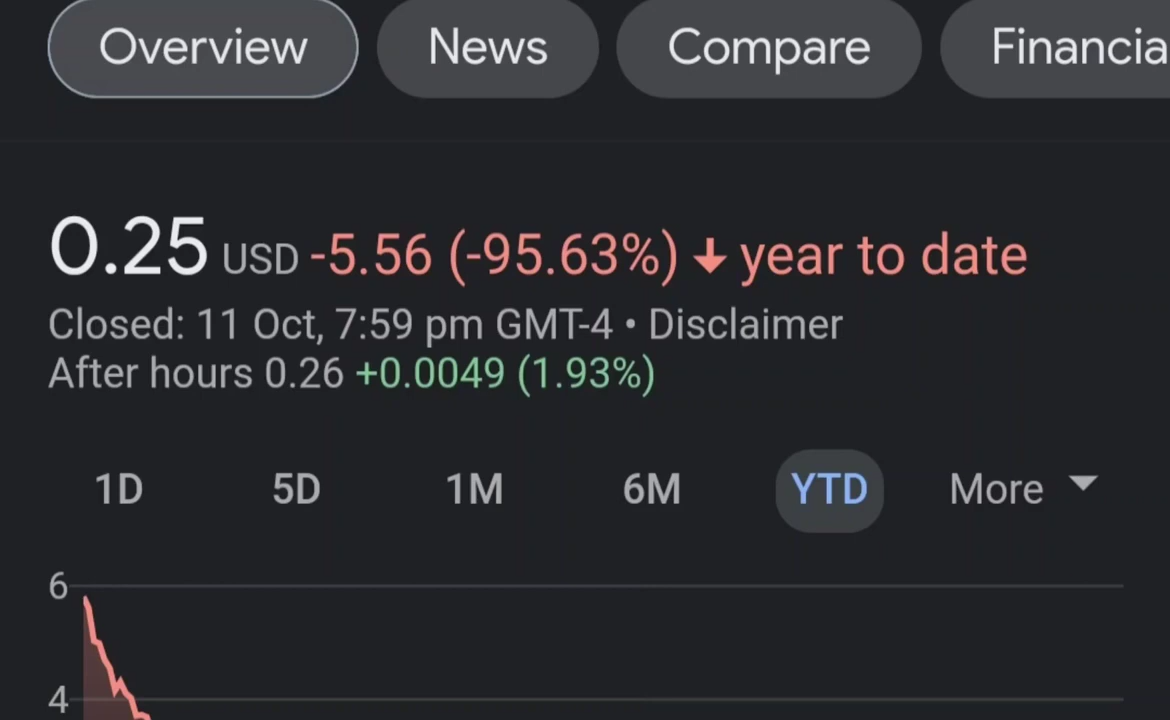 Overview News Compare Financia
0.25 USD -5.56 (-95.63%) ↓ year to date
Closed: 11 Oct, 7:59 pm GMT-4 • Disclaimer
After hours 0.26 +0.0049 (1.93%)
1D 5D 1M 6M YTD More
6
4